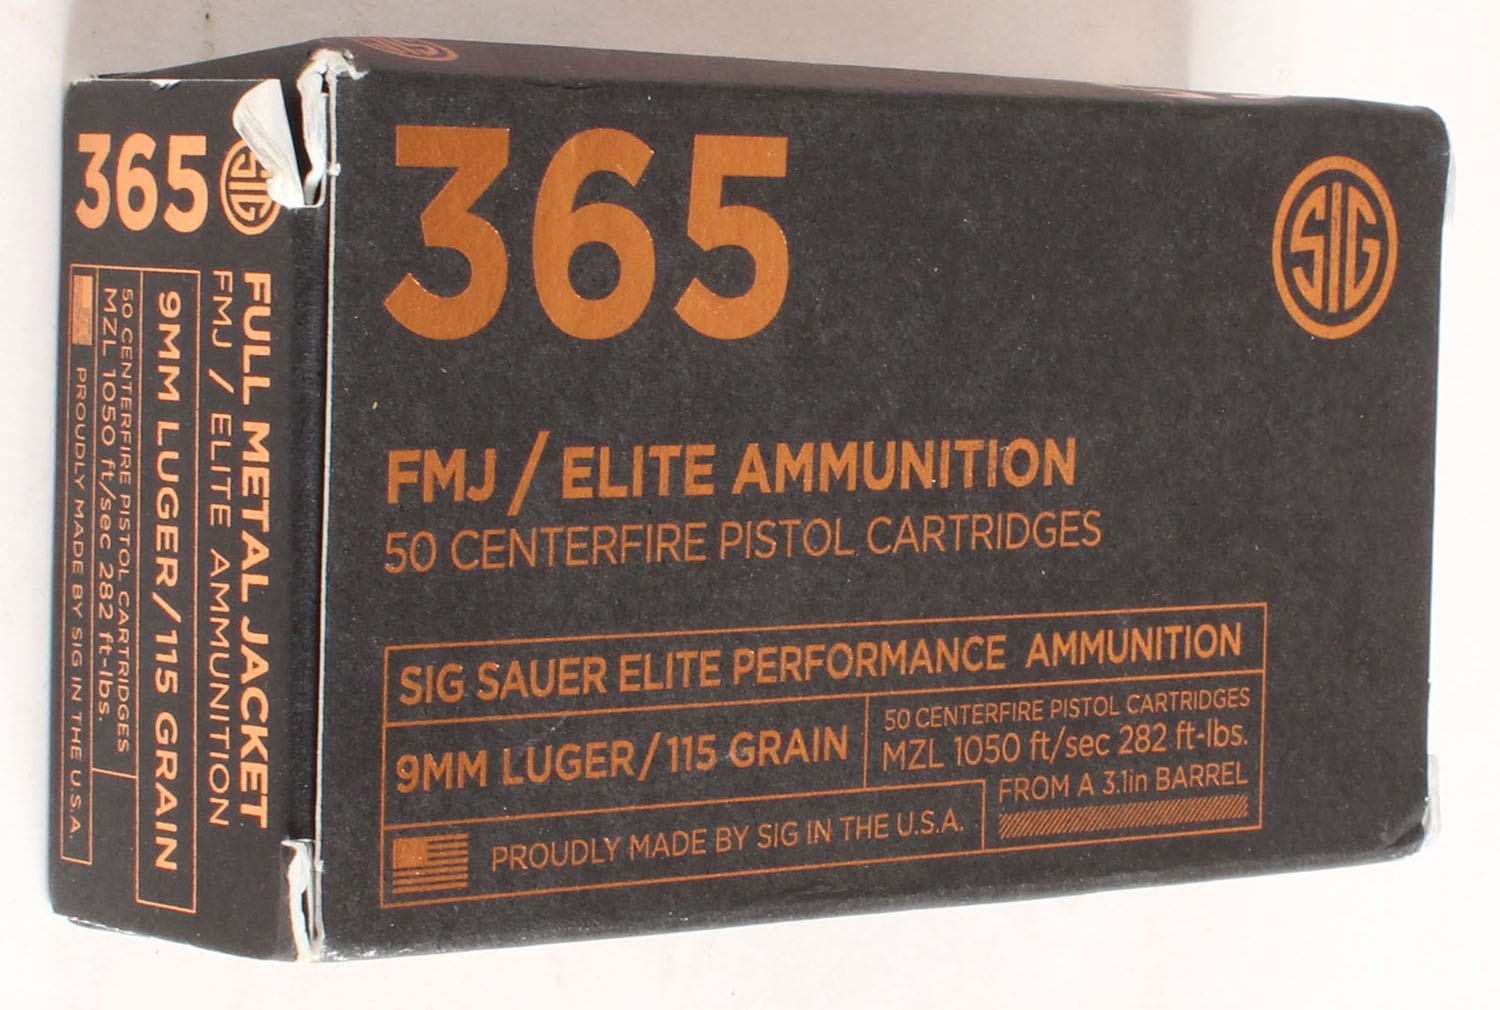 365
SIG
FULL METAL JACKET
FMJ / ELITE AMMUNITION
9MM LUGER/115 GRAIN
50 CENTERFIRE PISTOL CARTRIDGES
MZL 1050 ft/sec 282 ft-lbs.
PROUDLY MADE BY SIG IN THE U.S.A.
365
SIG
FMJ / ELITE AMMUNITION
50 CENTERFIRE PISTOL CARTRIDGES
SIG SAUER ELITE PERFORMANCE AMMUNITION
9MM LUGER/115 GRAIN
50 CENTERFIRE PISTOL CARTRIDGES
MZL 1050 ft/sec 282 ft-lbs.
FROM A 3.1in BARREL
PROUDLY MADE BY SIG IN THE U.S.A.